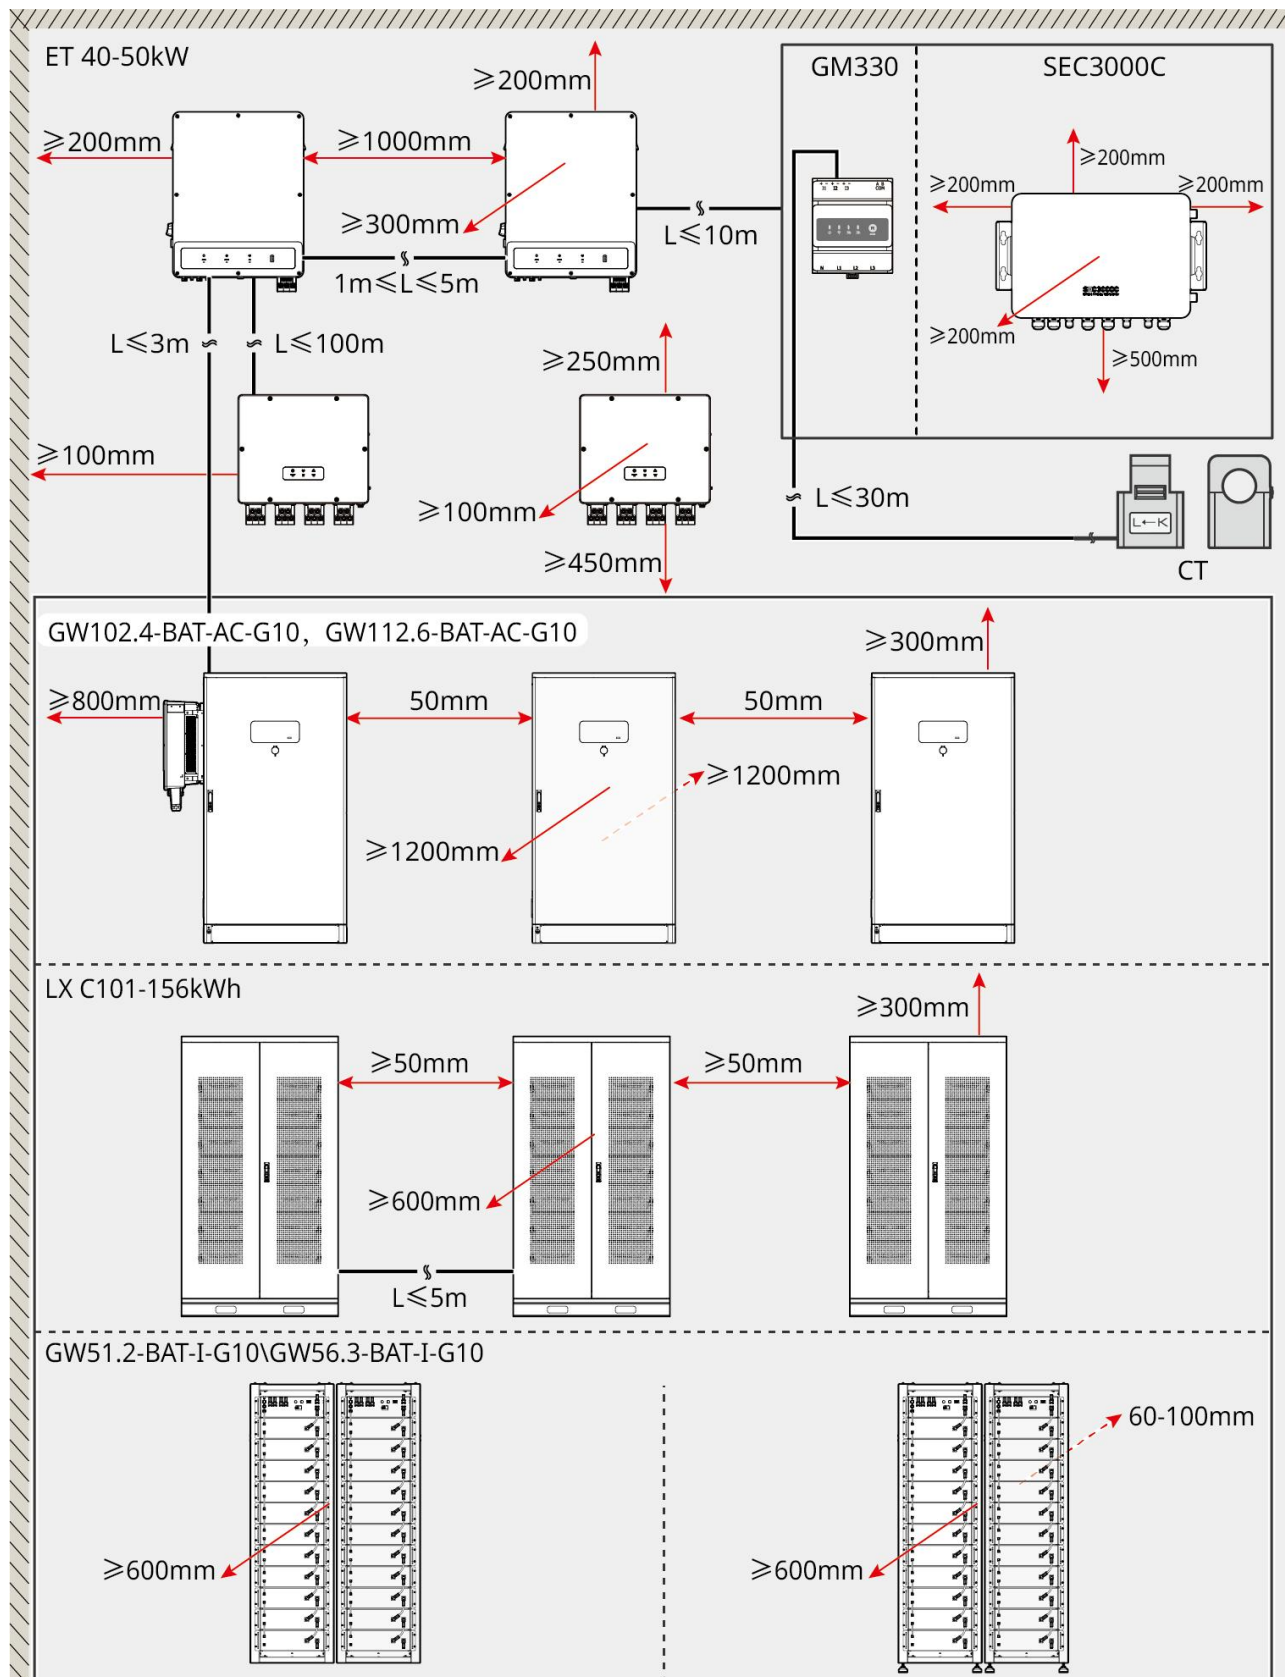 ET 40-50kW
≥200mm
GM330
SEC3000C
≥200mm
≥1000mm
≥200mm
≥200mm
≥200mm
≥300mm
L≤10m
1m≤L≤5m
SEC3000C
≥200mm
≥500mm
L≤3m
L≤100m
≥250mm
≥100mm
≥100mm
L≤30m
L←K
≥450mm
CT
GW102.4-BAT-AC-G10, GW112.6-BAT-AC-G10
≥300mm
≥800mm
50mm
50mm
≥1200mm
≥1200mm
LX C101-156kWh
≥300mm
≥50mm
≥50mm
≥600mm
L≤5m
GW51.2-BAT-I-G10\GW56.3-BAT-I-G10
60-100mm
≥600mm
≥600mm